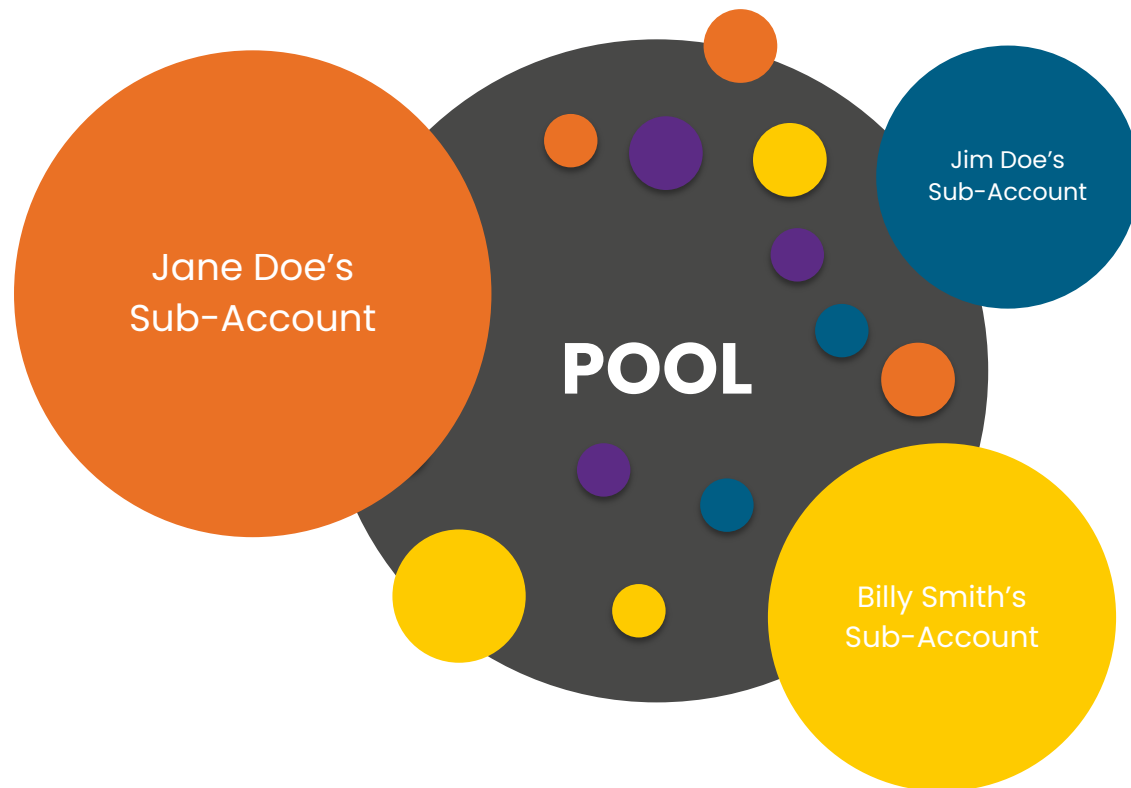 Jim Doe’s
Sub-Account
Jane Doe’s
Sub-Account
POOL
Billy Smith’s
Sub-Account